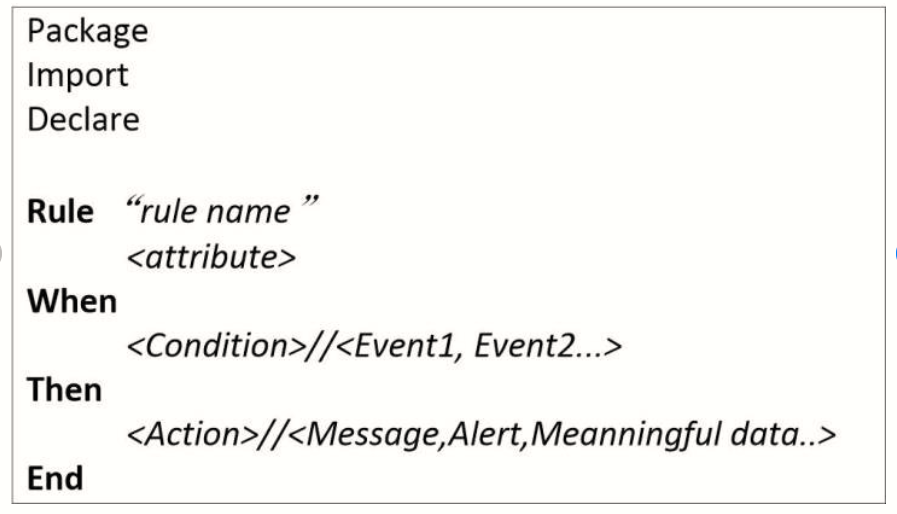 Package
Import
Declare
Rule “rule name ”
<attribute>
When
<Condition>//<Event1, Event2...>
Then
<Action>//<Message,Alert,Meanningful data..>
End